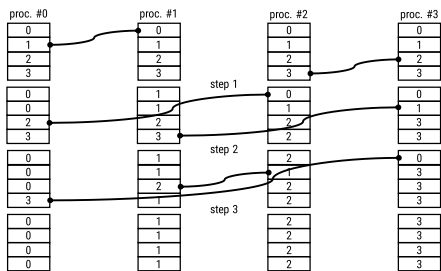 proc. #0 proc. #1 proc. #2 proc. #3
0 0 0 0
1 1 1 1
2 2 2 2
3 3 3 3
step 1
0 1 0 0
0 1 1 1
2 2 2 3
3 3 2 3
step 2
0 1 2 0
0 1 1 3
0 2 2 3
3 1 2 3
step 3
0 1 2 3
0 1 2 3
0 1 2 3
0 1 2 3